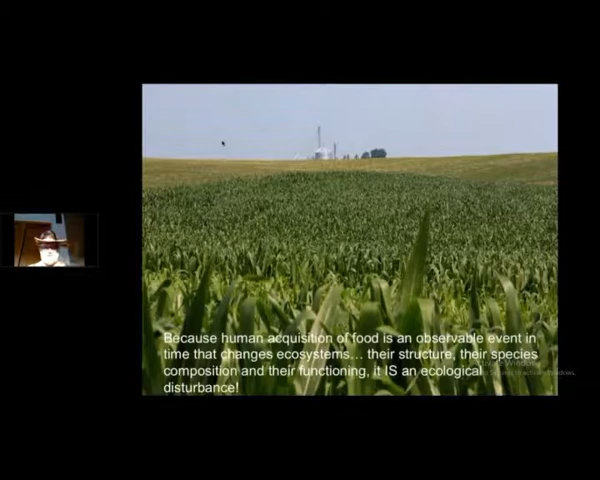 Because human acquisition of food is an observable event in
time that changes ecosystems… their structure, their species
composition and their functioning, it IS an ecological
disturbance!